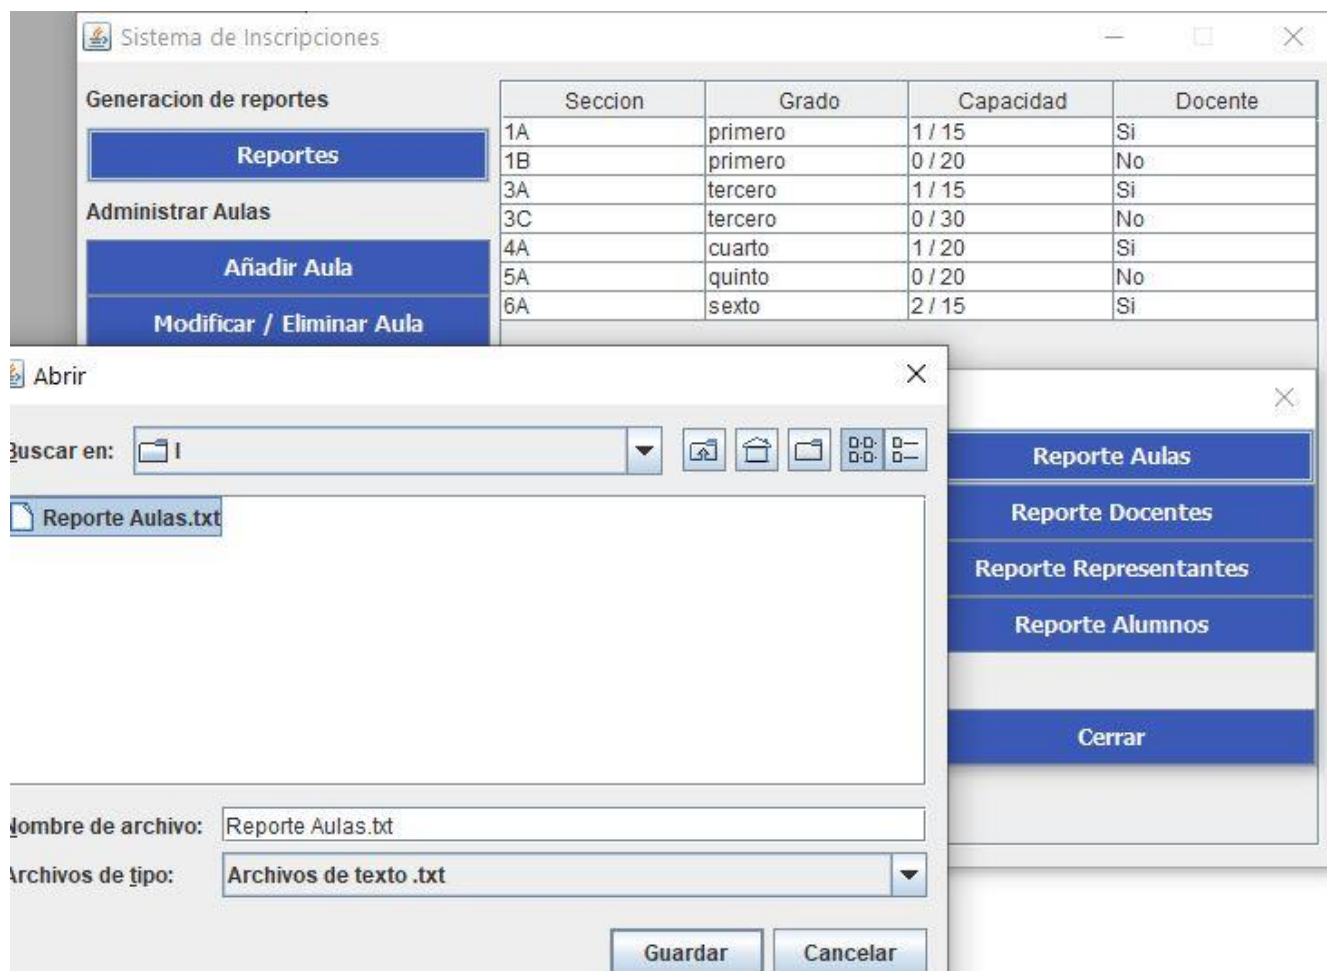 Sistema de Inscripciones
Generacion de reportes
Reportes
Administrar Aulas
Añadir Aula
Modificar / Eliminar Aula
Seccion Grado Capacidad Docente
1A primero 1 / 15 Si
1B primero 0 / 20 No
3A tercero 1 / 15 Si
3C tercero 0 / 30 No
4A cuarto 1 / 20 Si
5A quinto 0 / 20 No
6A sexto 2 / 15 Si
Abrir
Buscar en: I
Reporte Aulas.txt
Nombre de archivo: Reporte Aulas.txt
Archivos de tipo: Archivos de texto .txt
Guardar Cancelar
Reporte Aulas
Reporte Docentes
Reporte Representantes
Reporte Alumnos
Cerrar